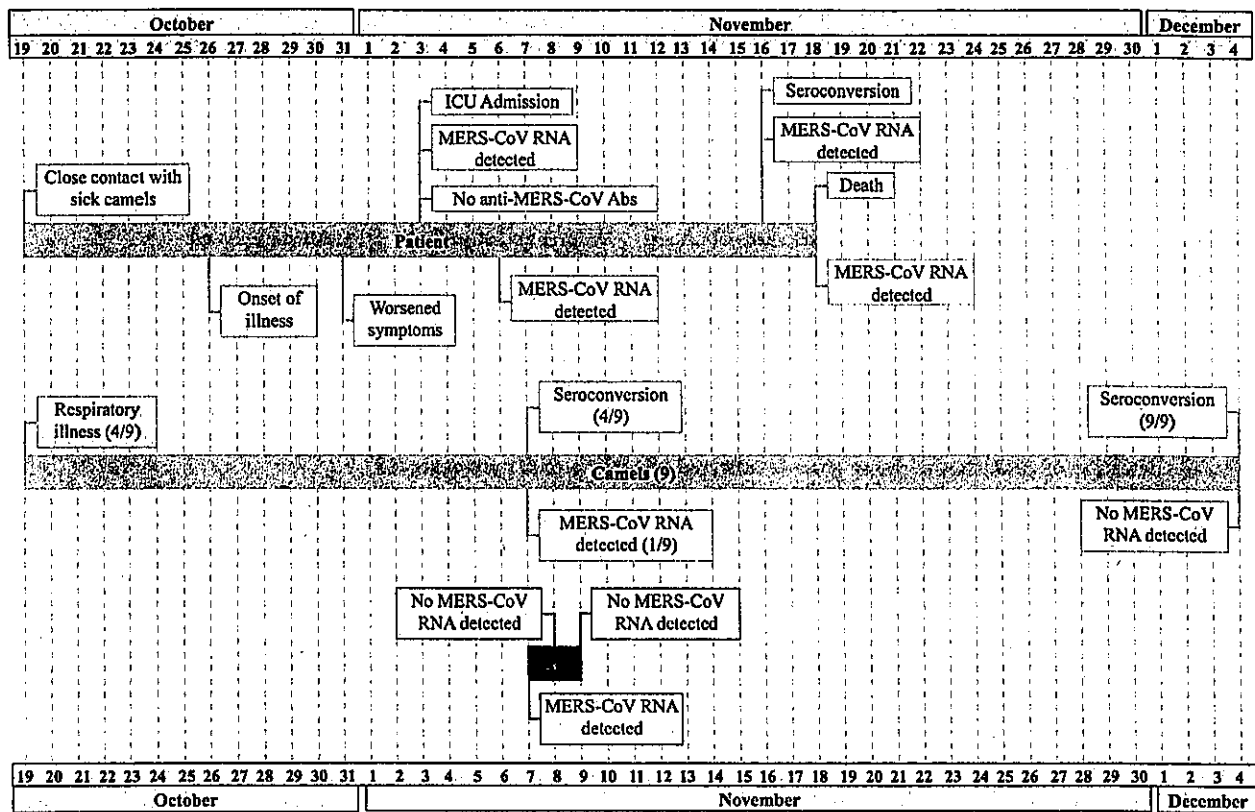 October November December
19 20 21 22 23 24 25 26 27 28 29 30 31 1 2 3 4 5 6 7 8 9 10 11 12 13 14 15 16 17 18 19 20 21 22 23 24 25 26 27 28 29 30 1 2 3 4
ICU Admission
Seroconversion
MERS-CoV RNA
detected
MERS-CoV RNA
detected
Close contact with
sick camels
No anti-MERS-CoV Abs
Death
Patient
Onset of
illness
Worsened
symptoms
MERS-CoV RNA
detected
MERS-CoV RNA
detected
Respiratory
illness (4/9)
Seroconversion
(4/9)
Seroconversion
(9/9)
Camels (9)
MERS-CoV RNA
detected (1/9)
No MERS-CoV
RNA detected
No MERS-CoV
RNA detected
No MERS-CoV
RNA detected
MERS-CoV RNA
detected
19 20 21 22 23 24 25 26 27 28 29 30 31 1 2 3 4 5 6 7 8 9 10 11 12 13 14 15 16 17 18 19 20 21 22 23 24 25 26 27 28 29 30 1 2 3 4
October November December